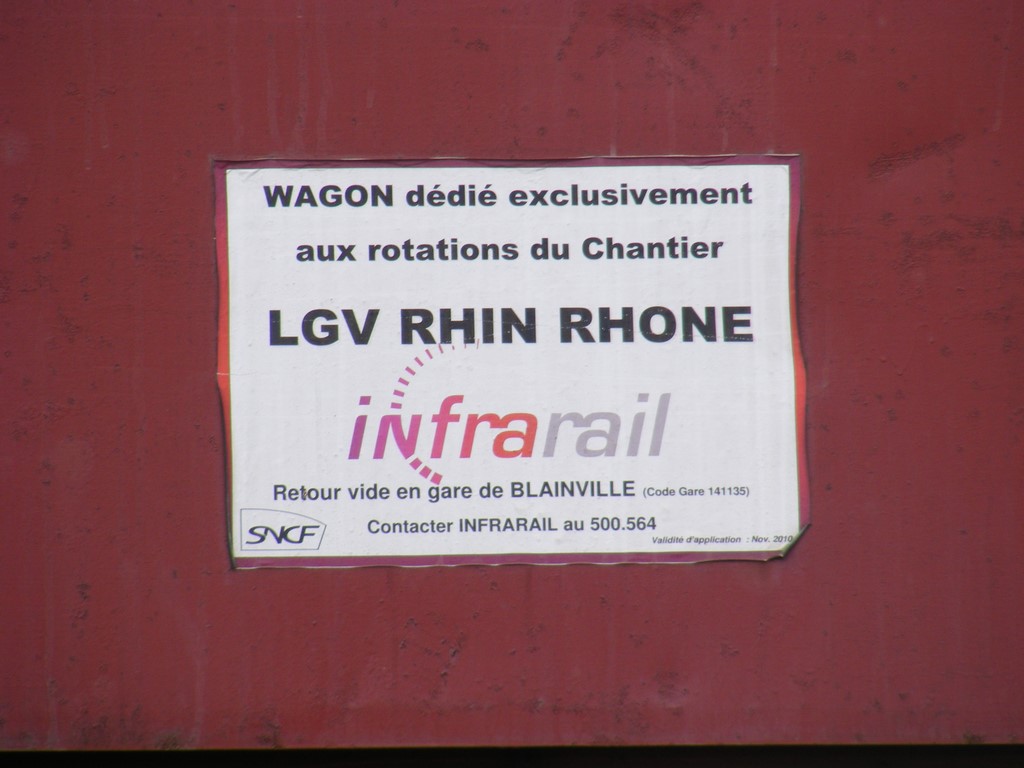 WAGON dédié exclusivement
aux rotations du Chantier
LGV RHIN RHONE
infrarail
Retour vide en gare de BLAINVILLE (Code Gare 141135)
SNCF
Contacter INFRARAIL au 500.564
Validité d'application : Nov. 2010